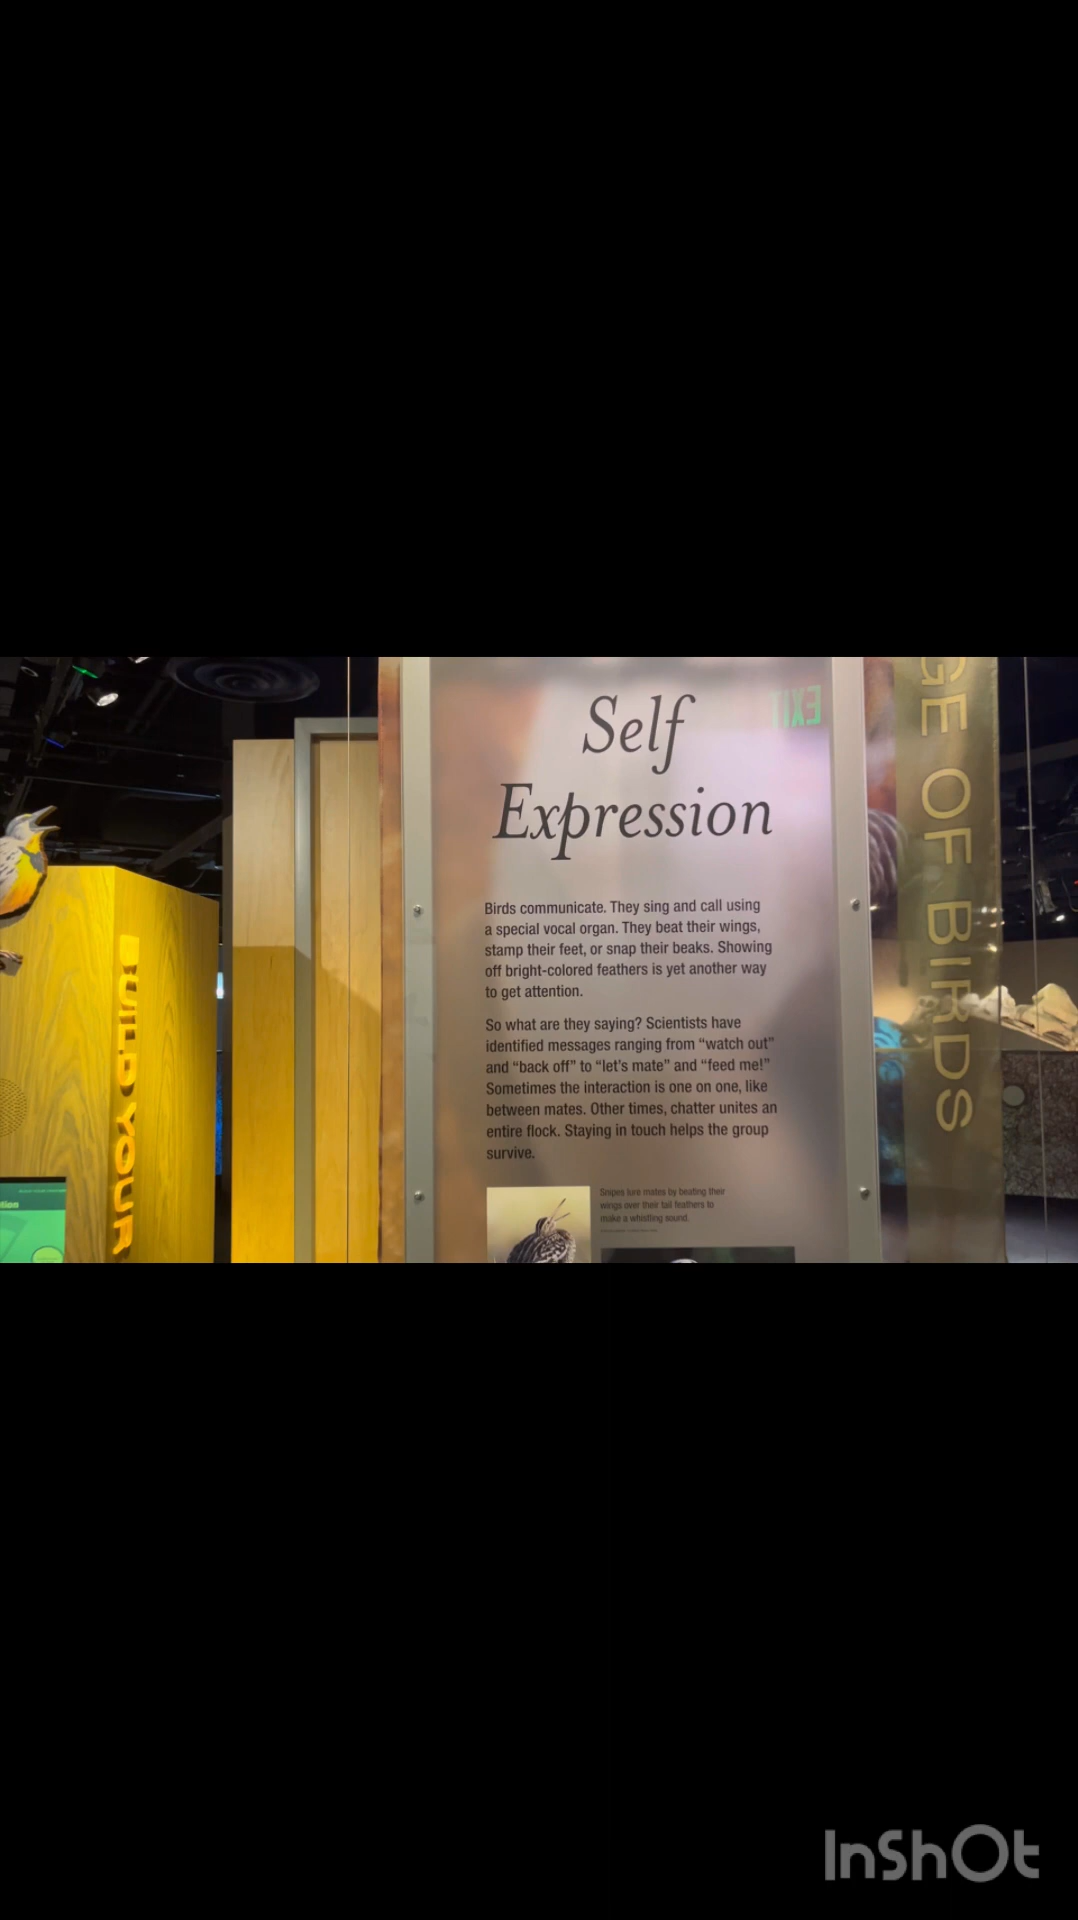 Self
Expression
EXIT
Birds communicate. They sing and call using
a special vocal organ. They beat their wings,
stamp their feet, or snap their beaks. Showing
off bright-colored feathers is yet another way
to get attention.
So what are they saying? Scientists have
identified messages ranging from “watch out”
and “back off” to “let’s mate” and “feed me!”
Sometimes the interaction is one on one, like
between mates. Other times, chatter unites an
entire flock. Staying in touch helps the group
survive.
Snipes lure mates by beating their
wings over their tail feathers to
make a whistling sound.
BUILD YOUR
GE OF BIRDS
InShOt